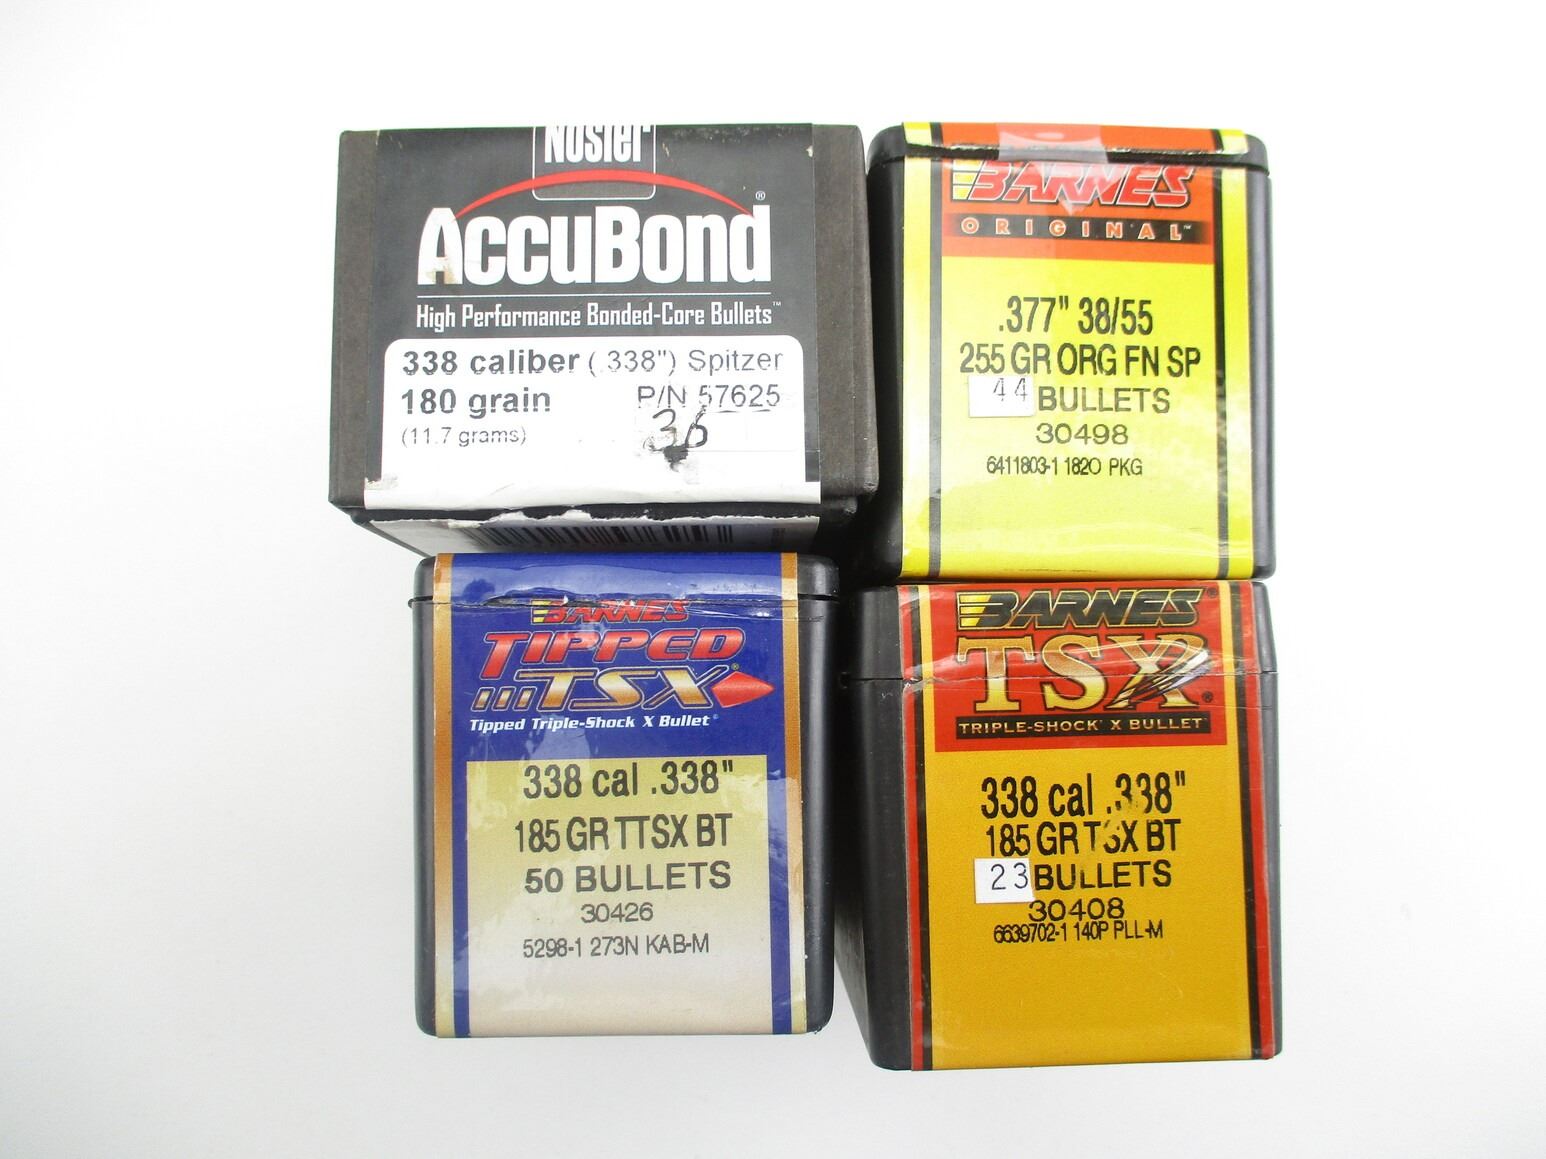 Nosler
AccuBond®
High Performance Bonded-Core Bullets™
338 caliber (.338") Spitzer
180 grain P/N 57625
(11.7 grams) 36
BARNES
ORIGINAL™
.377" 38/55
255 GR ORG FN SP
44 BULLETS
30498
6411803-1 182O PKG
BARNES
TIPPED
TSX®
Tipped Triple-Shock X Bullet®
338 cal .338"
185 GR TTSX BT
50 BULLETS
30426
5298-1 273N KAB-M
BARNES®
TSX®
TRIPLE-SHOCK® X BULLET™
338 cal .338"
185 GR TSX BT
23 BULLETS
30408
6639702-1 140P PLL-M